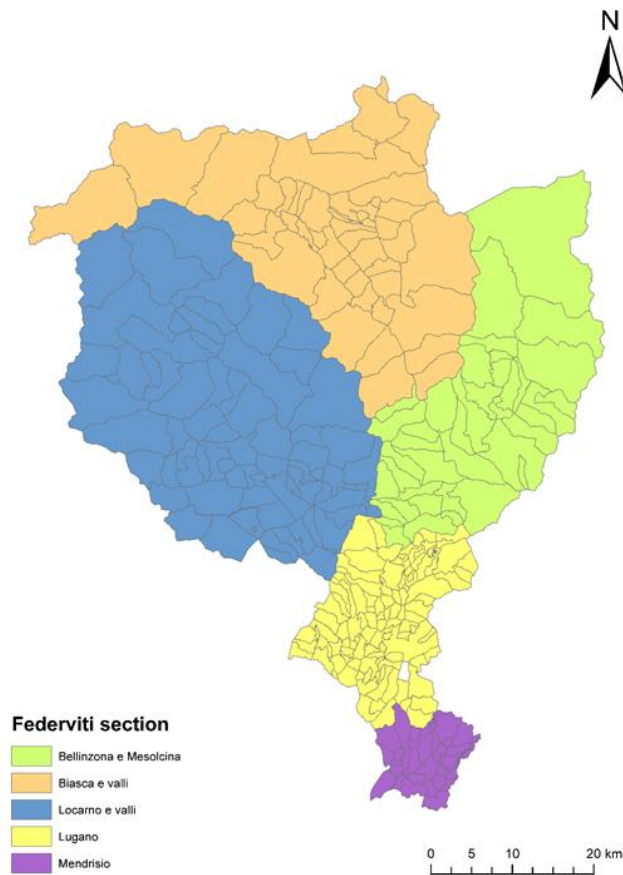 N
Federviti section
Bellinzona e Mesolcina
Biasca e valli
Locarno e valli
Lugano
Mendrisio
0 5 10 20 km